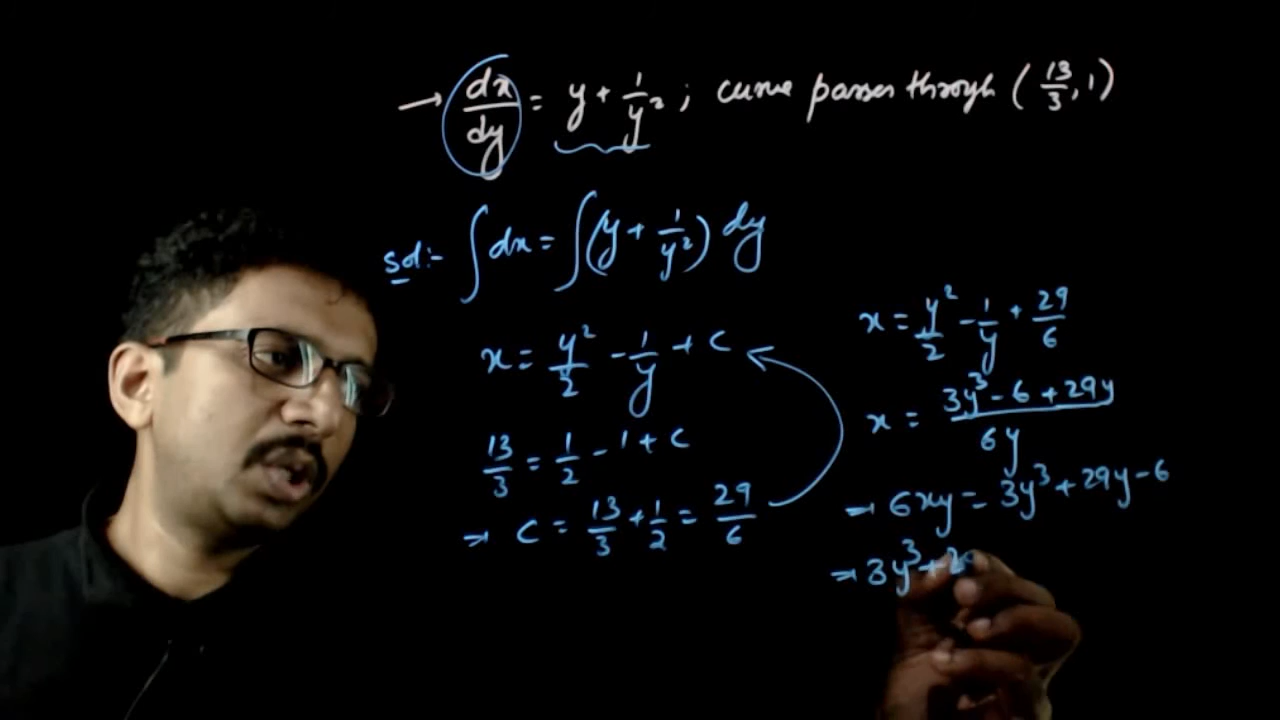 → dx/dy = y + 1/y² ; curve passes through (13/3, 1)
Sol:- ∫dx = ∫(y + 1/y²) dy
x = y²/2 - 1/y + c
13/3 = 1/2 - 1 + c
⇒ c = 13/3 + 1/2 = 29/6
x = y²/2 - 1/y + 29/6
x = (3y³ - 6 + 29y)/6y
⇒ 6xy = 3y³ + 29y - 6
⇒ 3y³ + 2